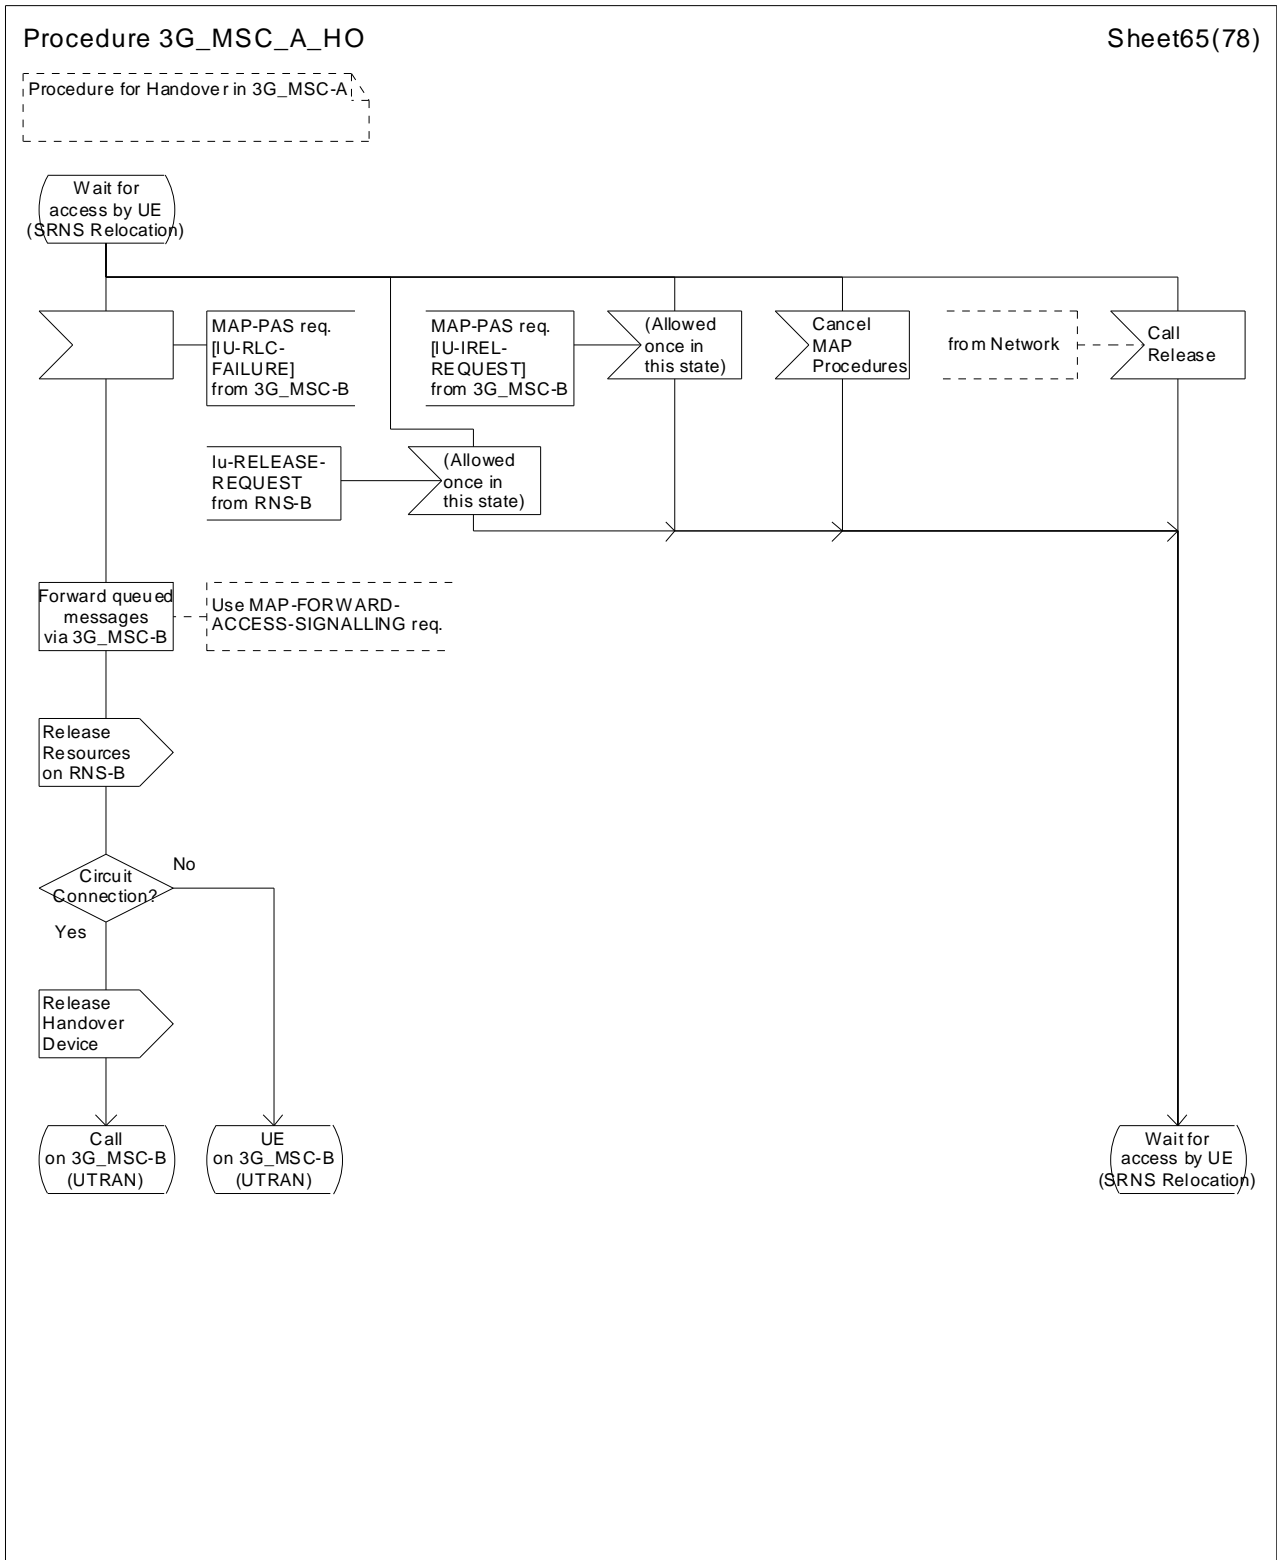 Procedure 3G_MSC_A_HO
Sheet65(78)
Procedure for Handover in 3G_MSC-A
Wait for
access by UE
(SRNS Relocation)
MAP-PAS req.
[IU-RLC-
FAILURE]
from 3G_MSC-B
MAP-PAS req.
[IU-IREL-
REQUEST]
from 3G_MSC-B
(Allowed
once in
this state)
Cancel
MAP
Procedures
from Network
Call
Release
Iu-RELEASE-
REQUEST
from RNS-B
(Allowed
once in
this state)
Forward queued
messages
via 3G_MSC-B
Use MAP-FORWARD-
ACCESS-SIGNALLING req.
Release
Resources
on RNS-B
Circuit
Connection?
No
Yes
Release
Handover
Device
Call
on 3G_MSC-B
(UTRAN)
UE
on 3G_MSC-B
(UTRAN)
Wait for
access by UE
(SRNS Relocation)